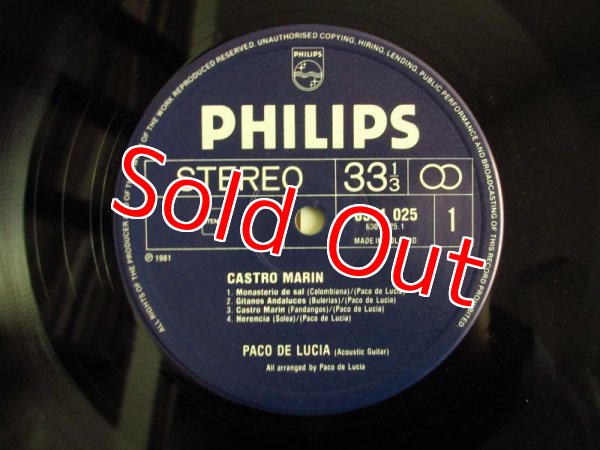 ALL RIGHTS OF THE PRODUCER AND OF THE OWNER OF THE WORK REPRODUCED RESERVED. UNAUTHORISED COPYING, HIRING, LENDING, PUBLIC PERFORMANCE AND BROADCASTING OF THIS RECORD PROHIBITED.
PHILIPS
PHILIPS
STEREO
33 1/3
025
1
MADE IN
℗ 1981
Sold Out
CASTRO MARIN
1. Monasterio de sal (Colombiana)/(Paco de Lucia)
2. Gitanos Andaluces (Bulerias)/(Paco de Lucia)
3. Castro Marin (Fandangos)/(Paco de Lucia)
4. Herencia (Solea)/(Paco de Lucia)
PACO DE LUCIA (Acoustic Guitar)
All arranged by Paco de Lucia